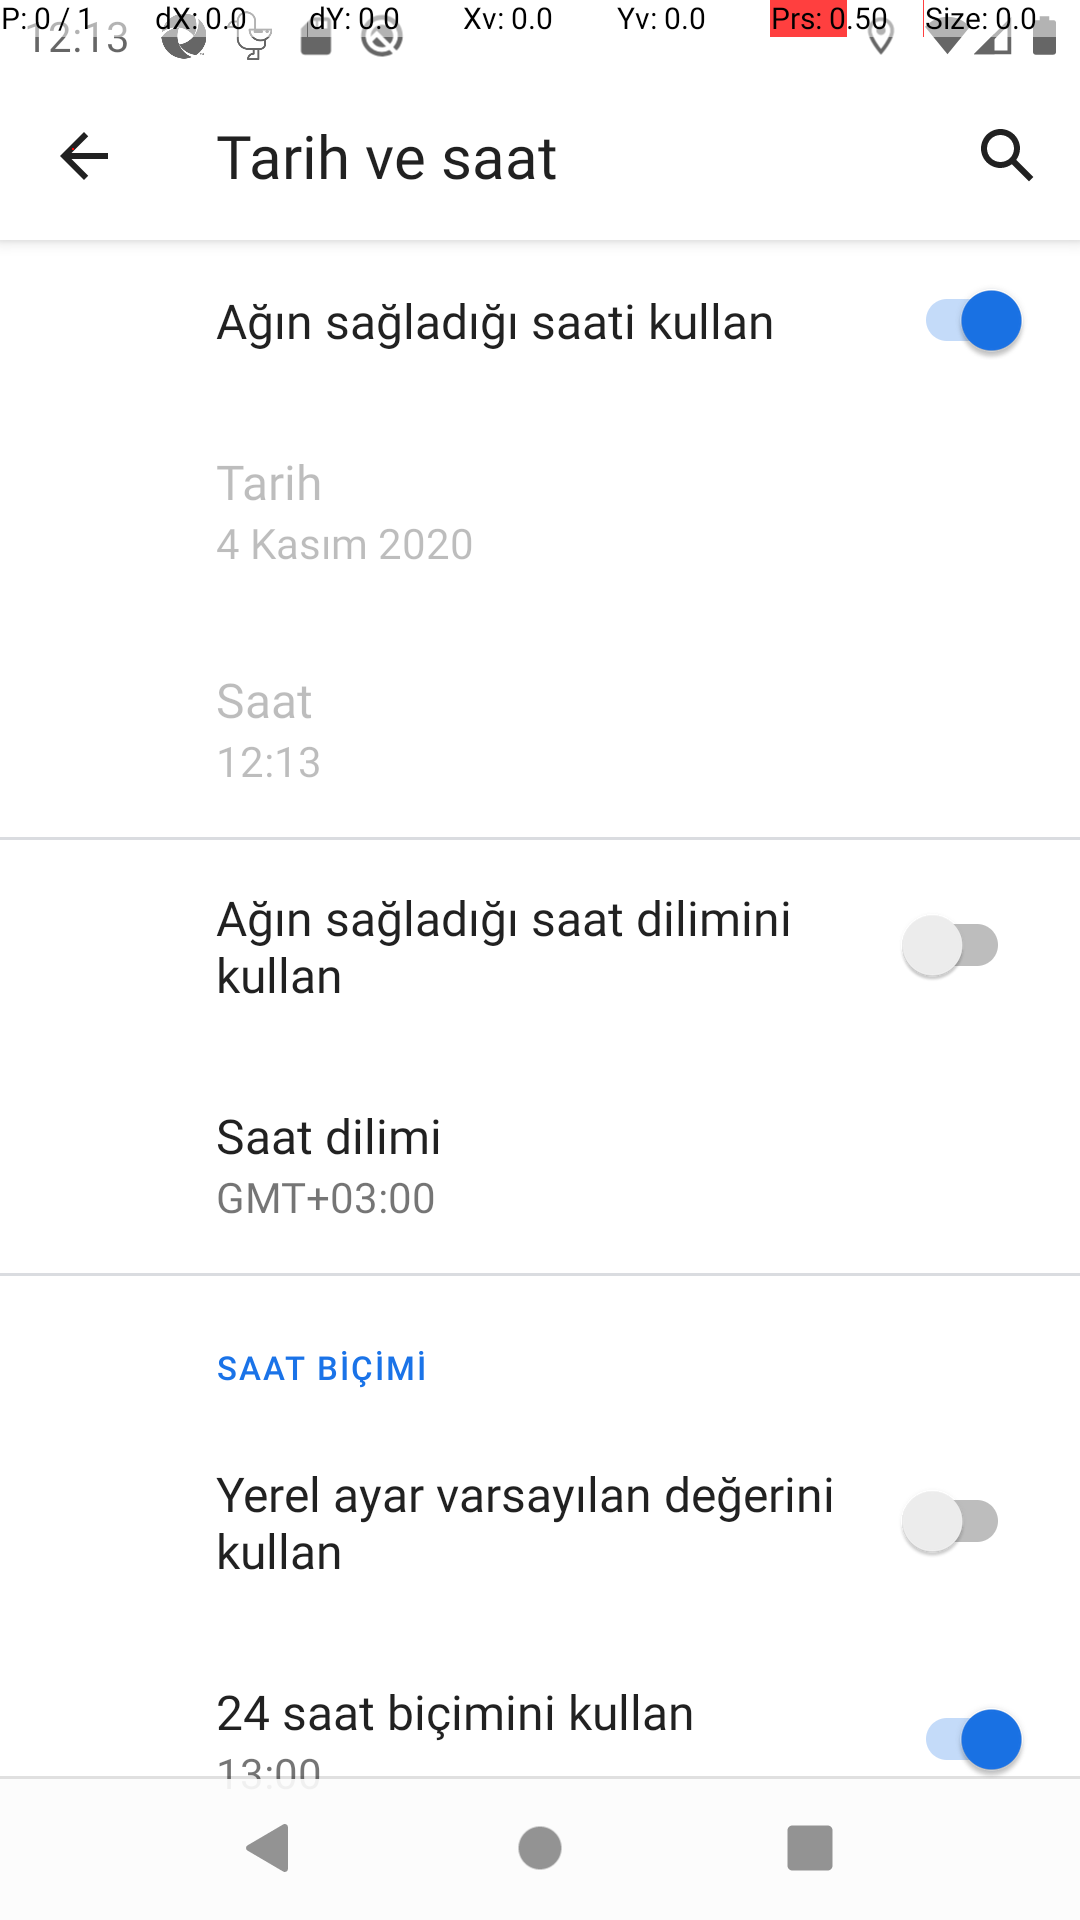 P: 0 / 1 dX: 0.0 dY: 0.0 Xv: 0.0 Yv: 0.0 Prs: 0.50 Size: 0.0
12:13
Tarih ve saat
Ağın sağladığı saati kullan
Tarih
4 Kasım 2020
Saat
12:13
Ağın sağladığı saat dilimini
kullan
Saat dilimi
GMT+03:00
SAAT BİÇİMİ
Yerel ayar varsayılan değerini
kullan
24 saat biçimini kullan
13:00